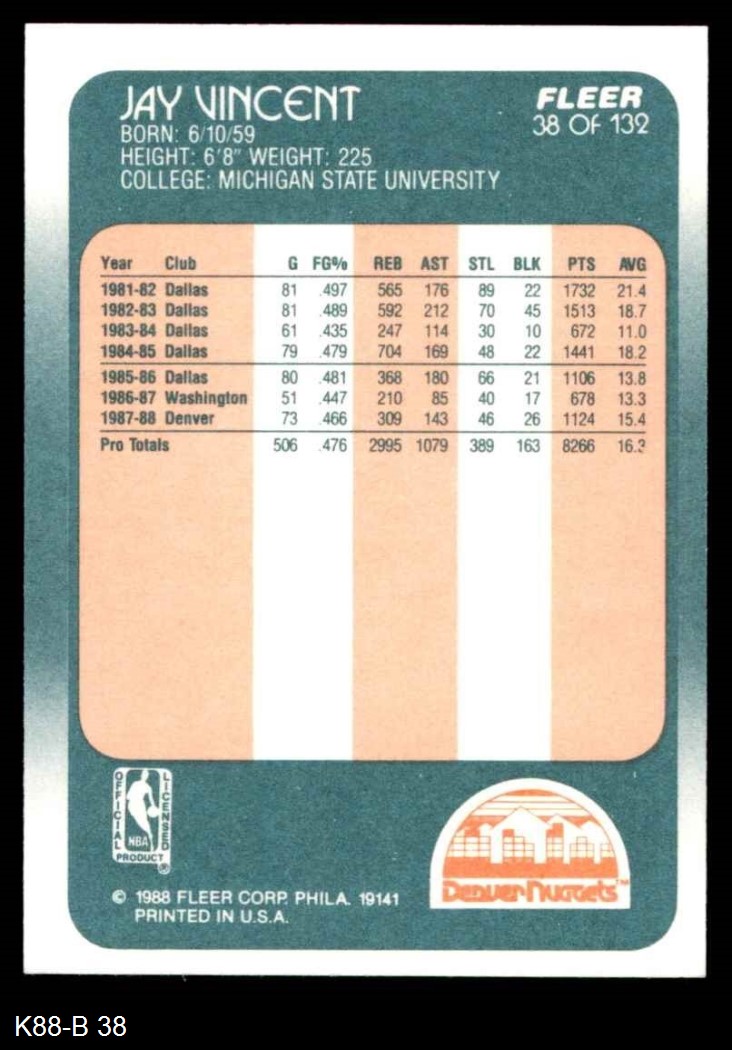 JAY VINCENT
FLEER
BORN: 6/10/59
38 OF 132
HEIGHT: 6'8" WEIGHT: 225
COLLEGE: MICHIGAN STATE UNIVERSITY
Year Club G FG% REB AST STL BLK PTS AVG
1981-82 Dallas 81 .497 565 176 89 22 1732 21.4
1982-83 Dallas 81 .489 592 212 70 45 1513 18.7
1983-84 Dallas 61 .435 247 114 30 10 672 11.0
1984-85 Dallas 79 .479 704 169 48 22 1441 18.2
1985-86 Dallas 80 .481 368 180 66 21 1106 13.8
1986-87 Washington 51 .447 210 85 40 17 678 13.3
1987-88 Denver 73 .466 309 143 46 26 1124 15.4
Pro Totals 506 .476 2995 1079 389 163 8266 16.3
OFFICIAL
LICENSED
NBA
PRODUCT ®
Denver Nuggets™
© 1988 FLEER CORP. PHILA. 19141
PRINTED IN U.S.A.
K88-B 38